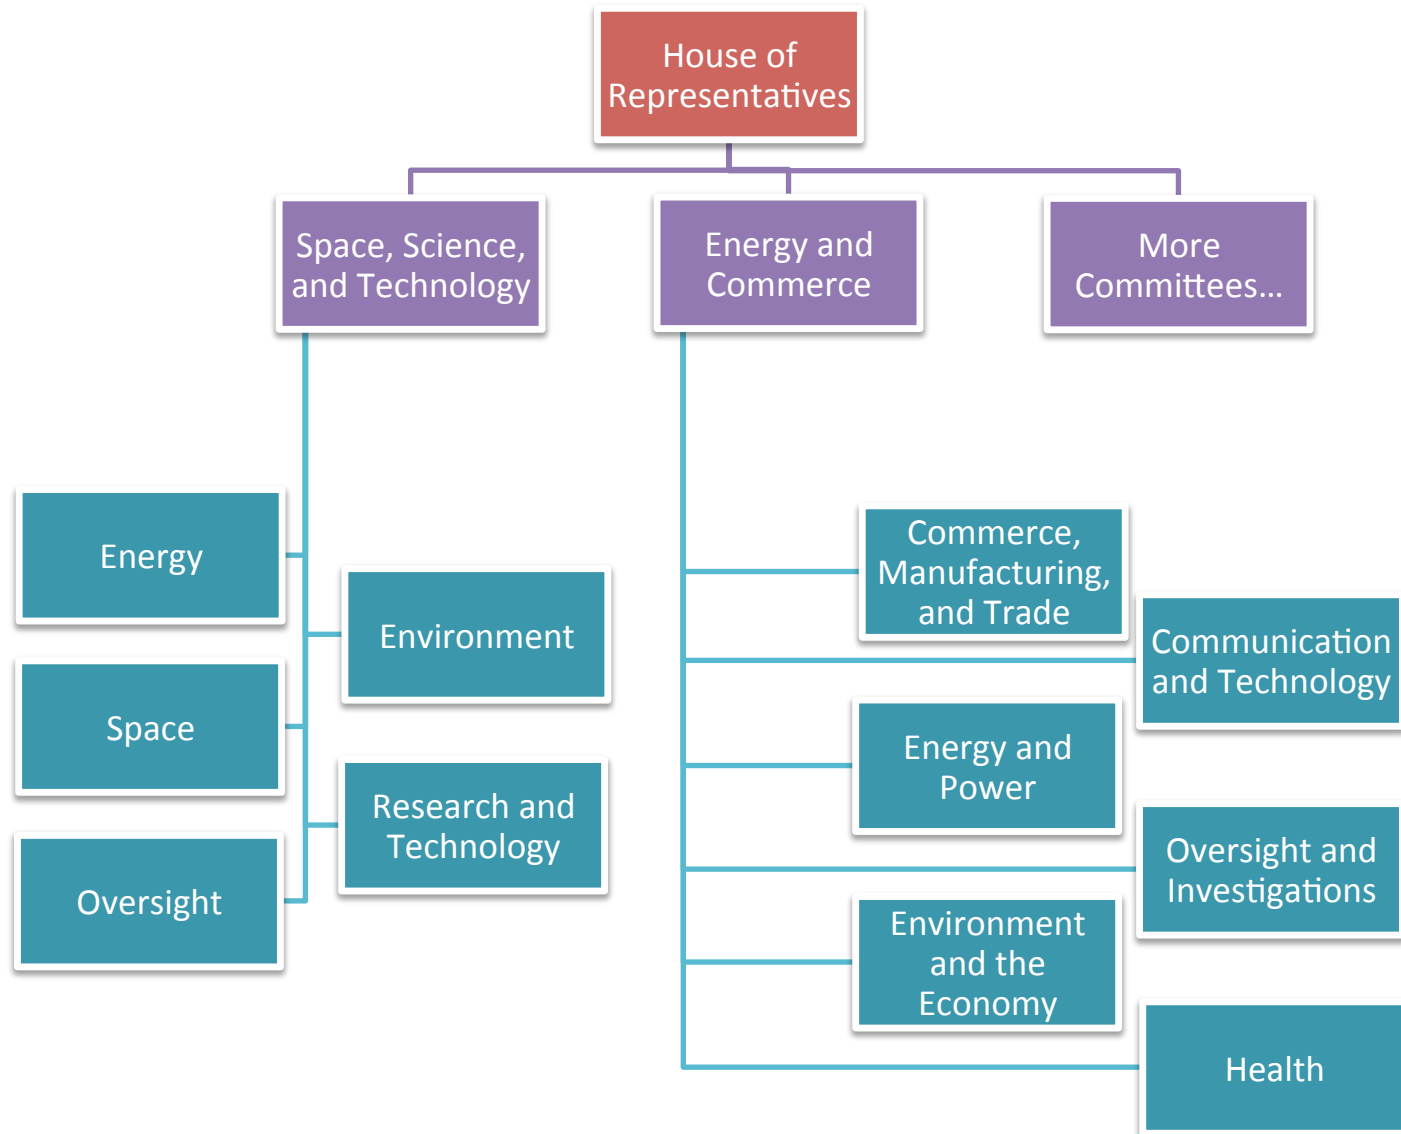 House of
Representatives
Space, Science,
and Technology
Energy and
Commerce
More
Committees...
Energy
Environment
Space
Research and
Technology
Oversight
Commerce,
Manufacturing,
and Trade
Communication
and Technology
Energy and
Power
Oversight and
Investigations
Environment
and the
Economy
Health